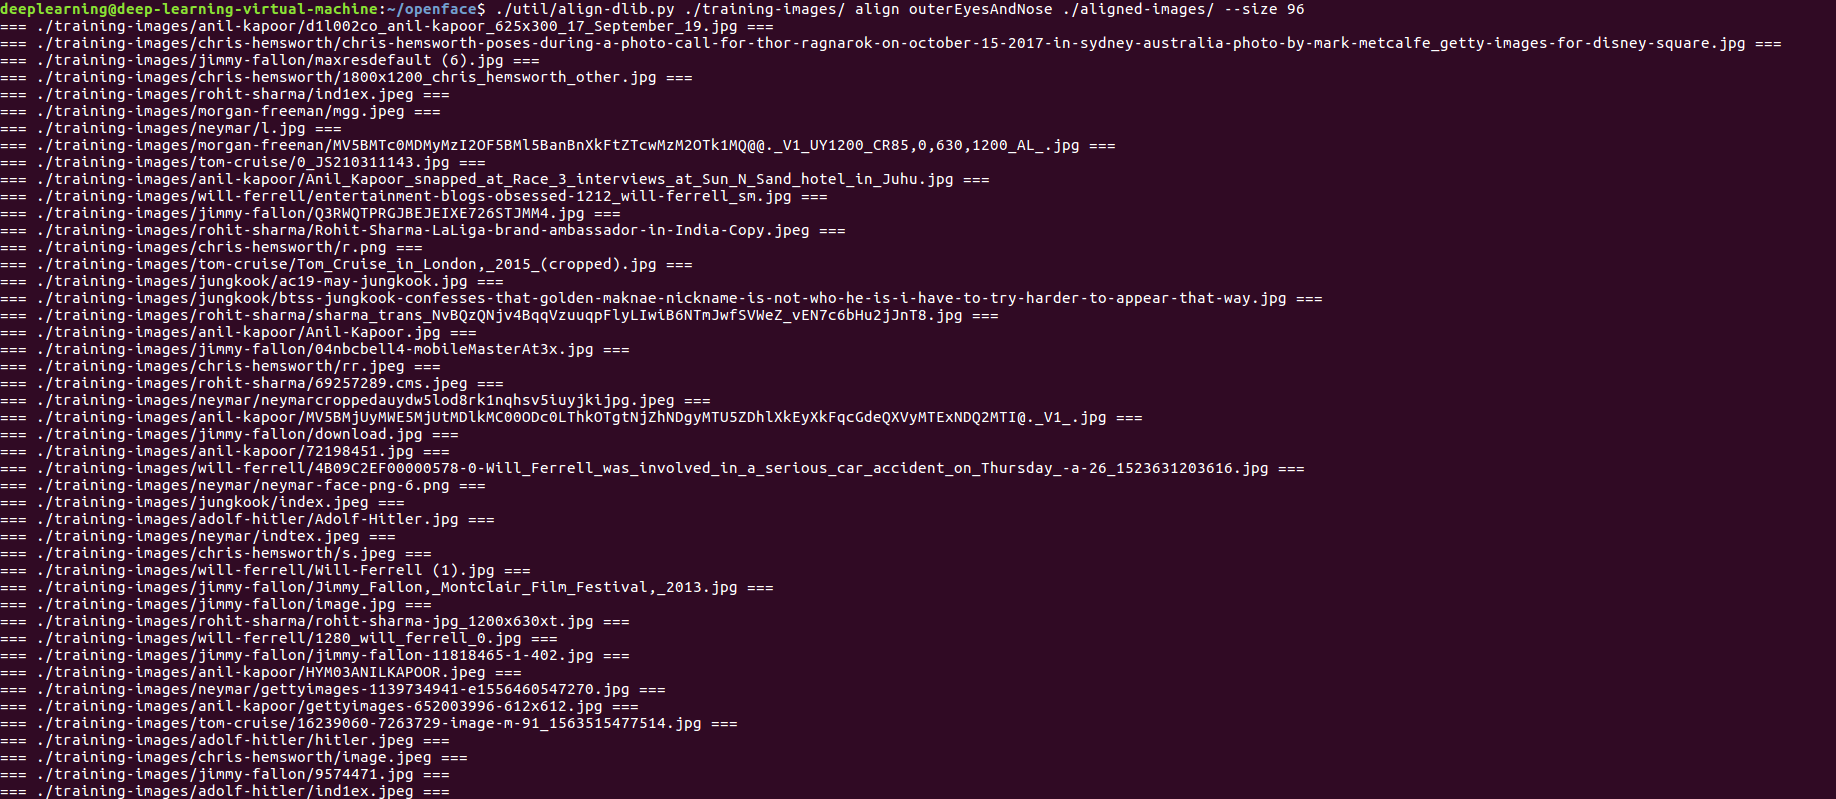 deeplearning@deep-learning-virtual-machine:~/openface$ ./util/align-dlib.py ./training-images/ align outerEyesAndNose ./aligned-images/ --size 96
=== ./training-images/anil-kapoor/d1l002co_anil-kapoor_625x300_17_September_19.jpg ===
=== ./training-images/chris-hemsworth/chris-hemsworth-poses-during-a-photo-call-for-thor-ragnarok-on-october-15-2017-in-sydney-australia-photo-by-mark-metcalfe_getty-images-for-disney-square.jpg ===
=== ./training-images/jimmy-fallon/maxresdefault (6).jpg ===
=== ./training-images/chris-hemsworth/1800x1200_chris_hemsworth_other.jpg ===
=== ./training-images/rohit-sharma/ind1ex.jpeg ===
=== ./training-images/morgan-freeman/mgg.jpeg ===
=== ./training-images/neymar/l.jpg ===
=== ./training-images/morgan-freeman/MV5BMTc0MDMyMzI2OF5BMl5BanBnXkFtZTcwMzM2OTk1MQ@@._V1_UY1200_CR85,0,630,1200_AL_.jpg ===
=== ./training-images/tom-cruise/0_JS210311143.jpg ===
=== ./training-images/anil-kapoor/Anil_Kapoor_snapped_at_Race_3_interviews_at_Sun_N_Sand_hotel_in_Juhu.jpg ===
=== ./training-images/will-ferrell/entertainment-blogs-obsessed-1212_will-ferrell_sm.jpg ===
=== ./training-images/jimmy-fallon/Q3RWQTPRGJBEJEIXE726STJMM4.jpg ===
=== ./training-images/rohit-sharma/Rohit-Sharma-LaLiga-brand-ambassador-in-India-Copy.jpeg ===
=== ./training-images/chris-hemsworth/r.png ===
=== ./training-images/tom-cruise/Tom_Cruise_in_London,_2015_(cropped).jpg ===
=== ./training-images/jungkook/ac19-may-jungkook.jpg ===
=== ./training-images/jungkook/btss-jungkook-confesses-that-golden-maknae-nickname-is-not-who-he-is-i-have-to-try-harder-to-appear-that-way.jpg ===
=== ./training-images/rohit-sharma/sharma_trans_NvBQzQNjv4BqqVzuuqpFlyLIwiB6NTmJwfSVWeZ_vEN7c6bHu2jJnT8.jpg ===
=== ./training-images/anil-kapoor/Anil-Kapoor.jpg ===
=== ./training-images/jimmy-fallon/04nbcbell4-mobileMasterAt3x.jpg ===
=== ./training-images/chris-hemsworth/rr.jpeg ===
=== ./training-images/rohit-sharma/69257289.cms.jpeg ===
=== ./training-images/neymar/neymarcroppedauydw5lod8rk1nqhsv5iuyjkijpg.jpeg ===
=== ./training-images/anil-kapoor/MV5BMjUyMWE5MjUtMDlkMC00ODc0LThkOTgtNjZhNDgyMTU5ZDhlXkEyXkFqcGdeQXVyMTExNDQ2MTI@._V1_.jpg ===
=== ./training-images/jimmy-fallon/download.jpg ===
=== ./training-images/anil-kapoor/72198451.jpg ===
=== ./training-images/will-ferrell/4B09C2EF00000578-0-Will_Ferrell_was_involved_in_a_serious_car_accident_on_Thursday_-a-26_1523631203616.jpg ===
=== ./training-images/neymar/neymar-face-png-6.png ===
=== ./training-images/jungkook/index.jpeg ===
=== ./training-images/adolf-hitler/Adolf-Hitler.jpg ===
=== ./training-images/neymar/indtex.jpeg ===
=== ./training-images/chris-hemsworth/s.jpeg ===
=== ./training-images/will-ferrell/Will-Ferrell (1).jpg ===
=== ./training-images/jimmy-fallon/Jimmy_Fallon,_Montclair_Film_Festival,_2013.jpg ===
=== ./training-images/jimmy-fallon/image.jpg ===
=== ./training-images/rohit-sharma/rohit-sharma-jpg_1200x630xt.jpg ===
=== ./training-images/will-ferrell/1280_will_ferrell_0.jpg ===
=== ./training-images/jimmy-fallon/jimmy-fallon-11818465-1-402.jpg ===
=== ./training-images/anil-kapoor/HYM03ANILKAPOOR.jpeg ===
=== ./training-images/neymar/gettyimages-1139734941-e1556460547270.jpg ===
=== ./training-images/anil-kapoor/gettyimages-652003996-612x612.jpg ===
=== ./training-images/tom-cruise/16239060-7263729-image-m-91_1563515477514.jpg ===
=== ./training-images/adolf-hitler/hitler.jpeg ===
=== ./training-images/chris-hemsworth/image.jpeg ===
=== ./training-images/jimmy-fallon/9574471.jpg ===
=== ./training-images/adolf-hitler/ind1ex.jpeg ===